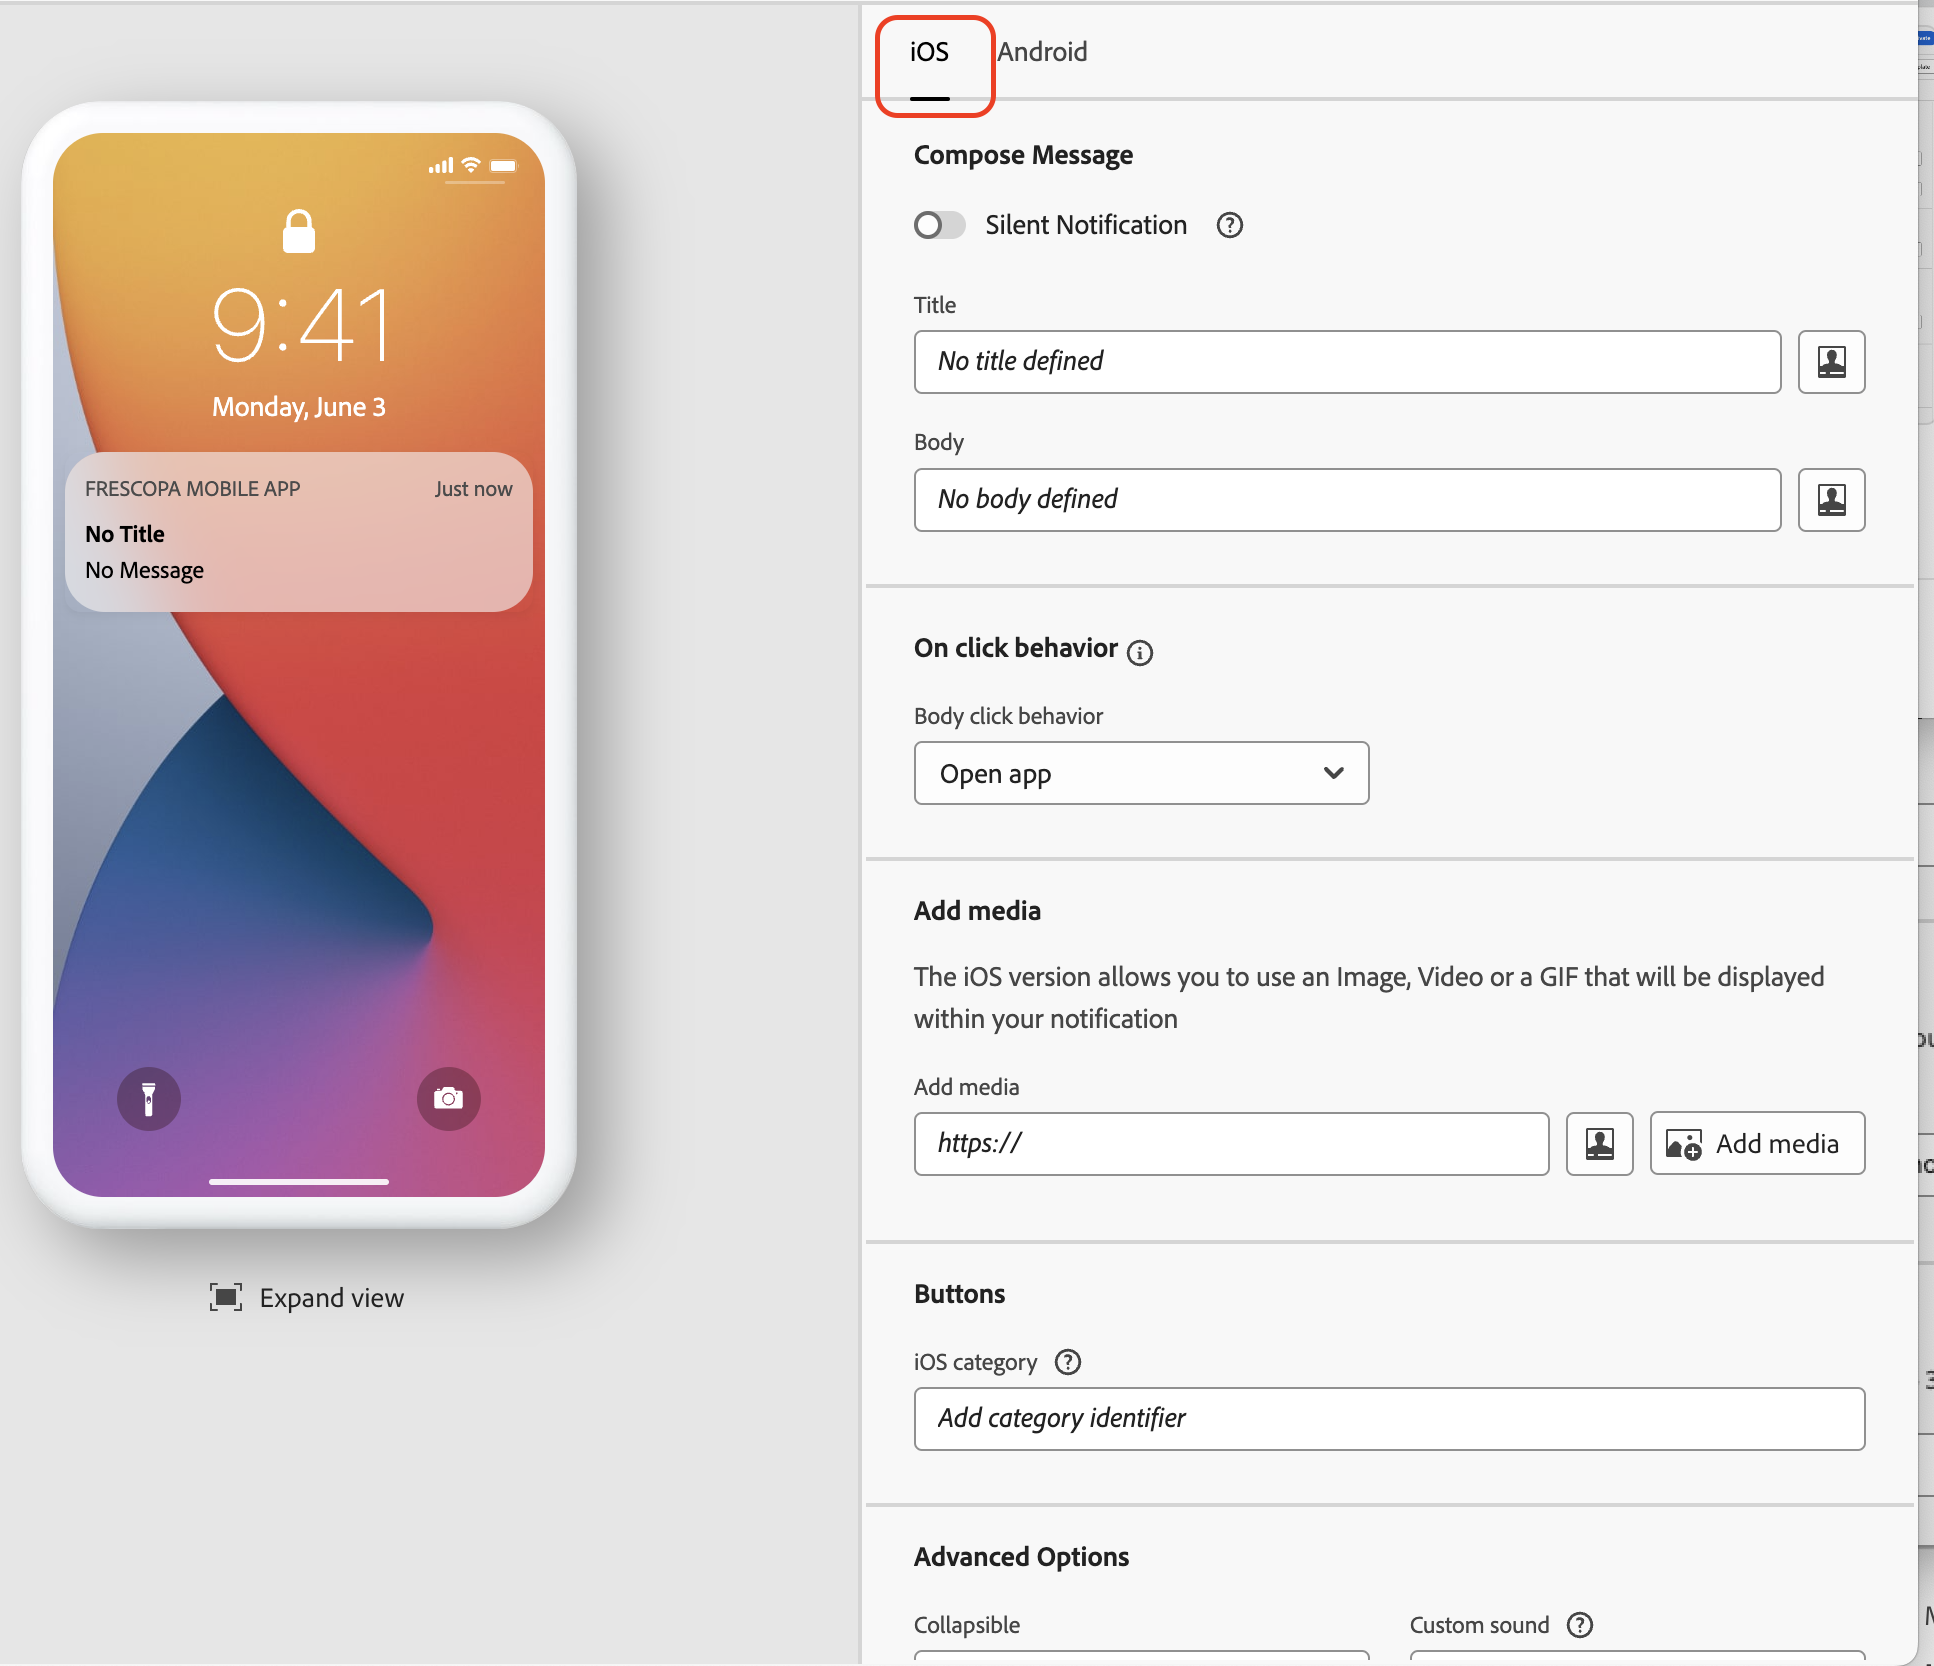 iOS
Android
Compose Message
Silent Notification
Title
No title defined
Body
No body defined
On click behavior
Body click behavior
Open app
Add media
The iOS version allows you to use an Image, Video or a GIF that will be displayed
within your notification
Add media
https://
Add media
Buttons
iOS category
Add category identifier
Advanced Options
Collapsible
Custom sound
9:41
Monday, June 3
FRESCOPA MOBILE APP
Just now
No Title
No Message
Expand view